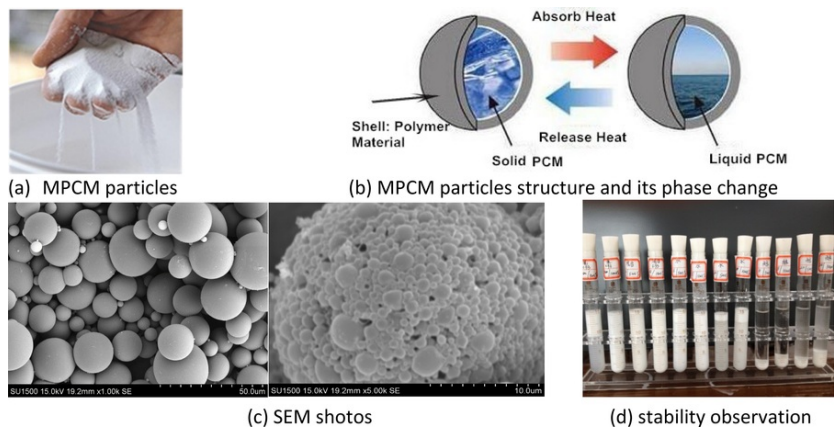 Absorb Heat
Release Heat
Shell: Polymer
Material
Solid PCM
Liquid PCM
(a) MPCM particles
(b) MPCM particles structure and its phase change
SU1500 15.0kV 19.2mm x1.00k SE
50.0um
SU1500 15.0kV 19.2mm x5.00k SE
10.0um
(c) SEM shotos
(d) stability observation